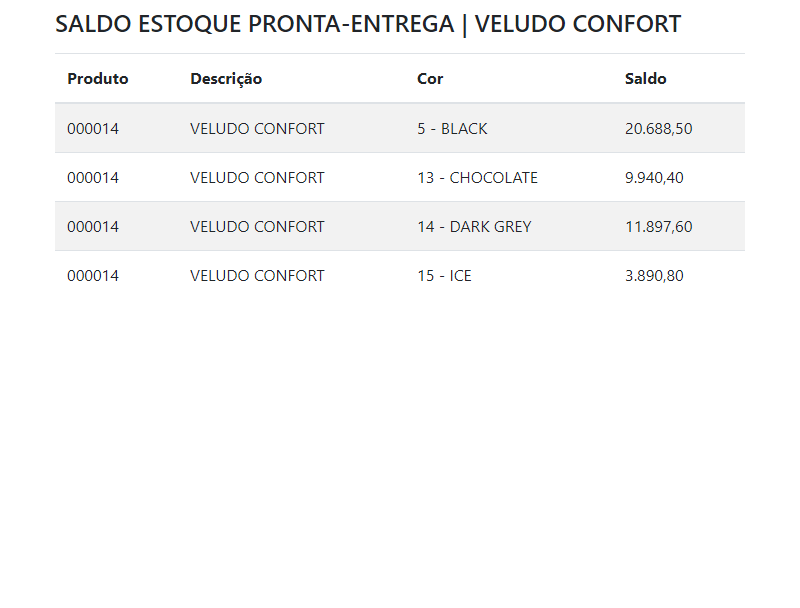 SALDO ESTOQUE PRONTA-ENTREGA | VELUDO CONFORT
Produto Descrição Cor Saldo
000014 VELUDO CONFORT 5 - BLACK 20.688,50
000014 VELUDO CONFORT 13 - CHOCOLATE 9.940,40
000014 VELUDO CONFORT 14 - DARK GREY 11.897,60
000014 VELUDO CONFORT 15 - ICE 3.890,80